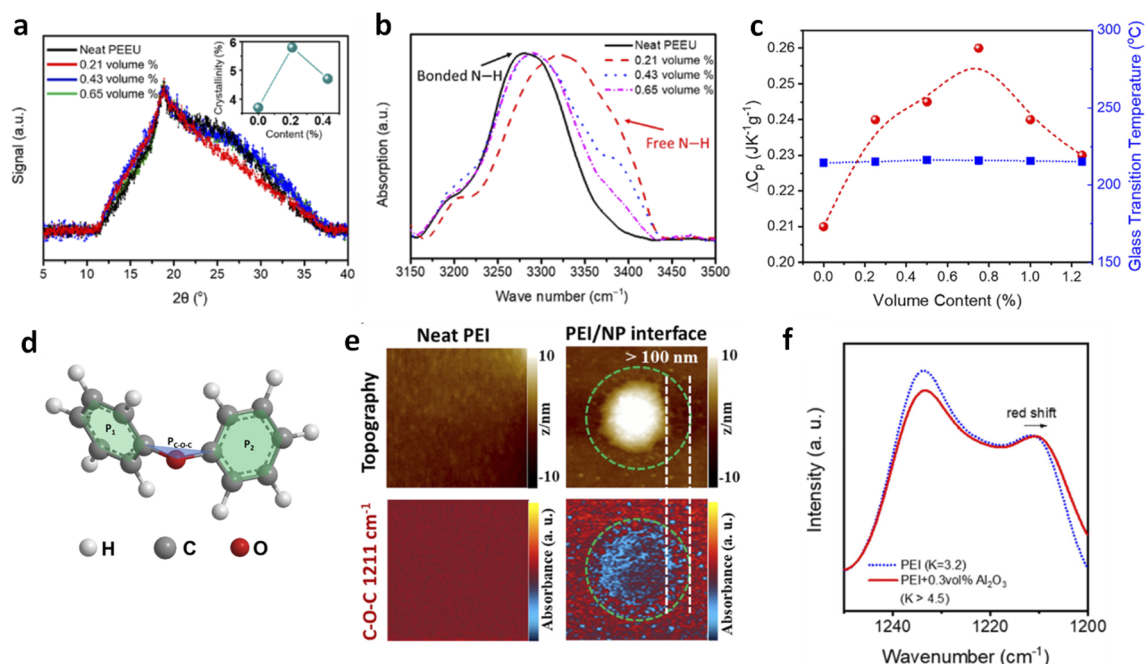 a
Neat PEEU
0.21 volume %
0.43 volume %
0.65 volume %
Signal (a.u.)
5 10 15 20 25 30 35 40
2θ (°)
Crystallinity (%)
6
5
4
0.0 0.2 0.4
Content (%)
b
Bonded N−H
Neat PEEU
0.21 volume %
0.43 volume %
0.65 volume %
Free N−H
Absorption (a.u.)
3150 3200 3250 3300 3350 3400 3450 3500
Wave number (cm⁻¹)
c
0.26
0.25
0.24
0.23
0.22
0.21
0.20
ΔCp (JK⁻¹g⁻¹)
0.0 0.2 0.4 0.6 0.8 1.0 1.2
Volume Content (%)
300
250
200
150
Glass Transition Temperature (°C)
d
P₁
P_C-O-C
P₂
H C O
e
Neat PEI
PEI/NP interface
> 100 nm
Topography
10
z/nm
-10
10
z/nm
-10
C-O-C 1211 cm⁻¹
Absorbance (a. u.)
Absorbance (a. u.)
f
red shift
Intensity (a. u.)
PEI (K=3.2)
PEI+0.3vol% Al₂O₃
(K > 4.5)
1240 1220 1200
Wavenumber (cm⁻¹)